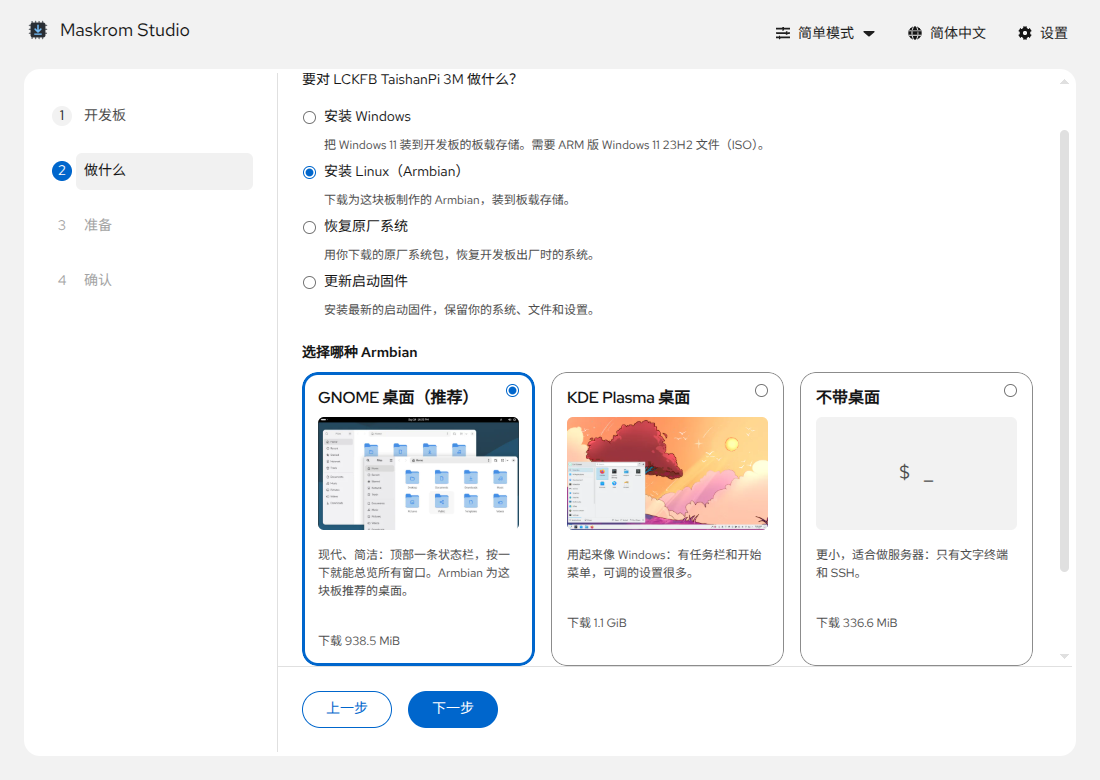 Maskrom Studio
简单模式
简体中文
设置
1 开发板
2 做什么
3 准备
4 确认
要对 LCKFB TaishanPi 3M 做什么？
安装 Windows
把 Windows 11 装到开发板的板载存储。需要 ARM 版 Windows 11 23H2 文件（ISO）。
安装 Linux（Armbian）
下载为这块板制作的 Armbian，装到板载存储。
恢复原厂系统
用你下载的原厂系统包，恢复开发板出厂时的系统。
更新启动固件
安装最新的启动固件，保留你的系统、文件和设置。
选择哪种 Armbian
GNOME 桌面（推荐）
现代、简洁：顶部一条状态栏，按一
下就能总览所有窗口。Armbian 为这
块板推荐的桌面。
下载 938.5 MiB
KDE Plasma 桌面
用起来像 Windows：有任务栏和开始
菜单，可调的设置很多。
下载 1.1 GiB
不带桌面
$ _
更小，适合做服务器：只有文字终端
和 SSH。
下载 336.6 MiB
上一步
下一步